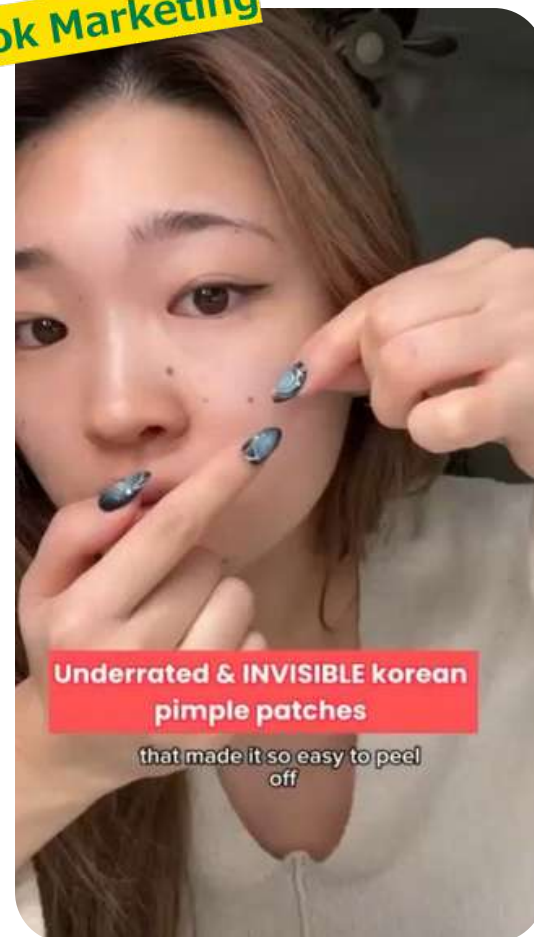 ok Marketing
Underrated & INVISIBLE korean
pimple patches
that made it so easy to peel
off